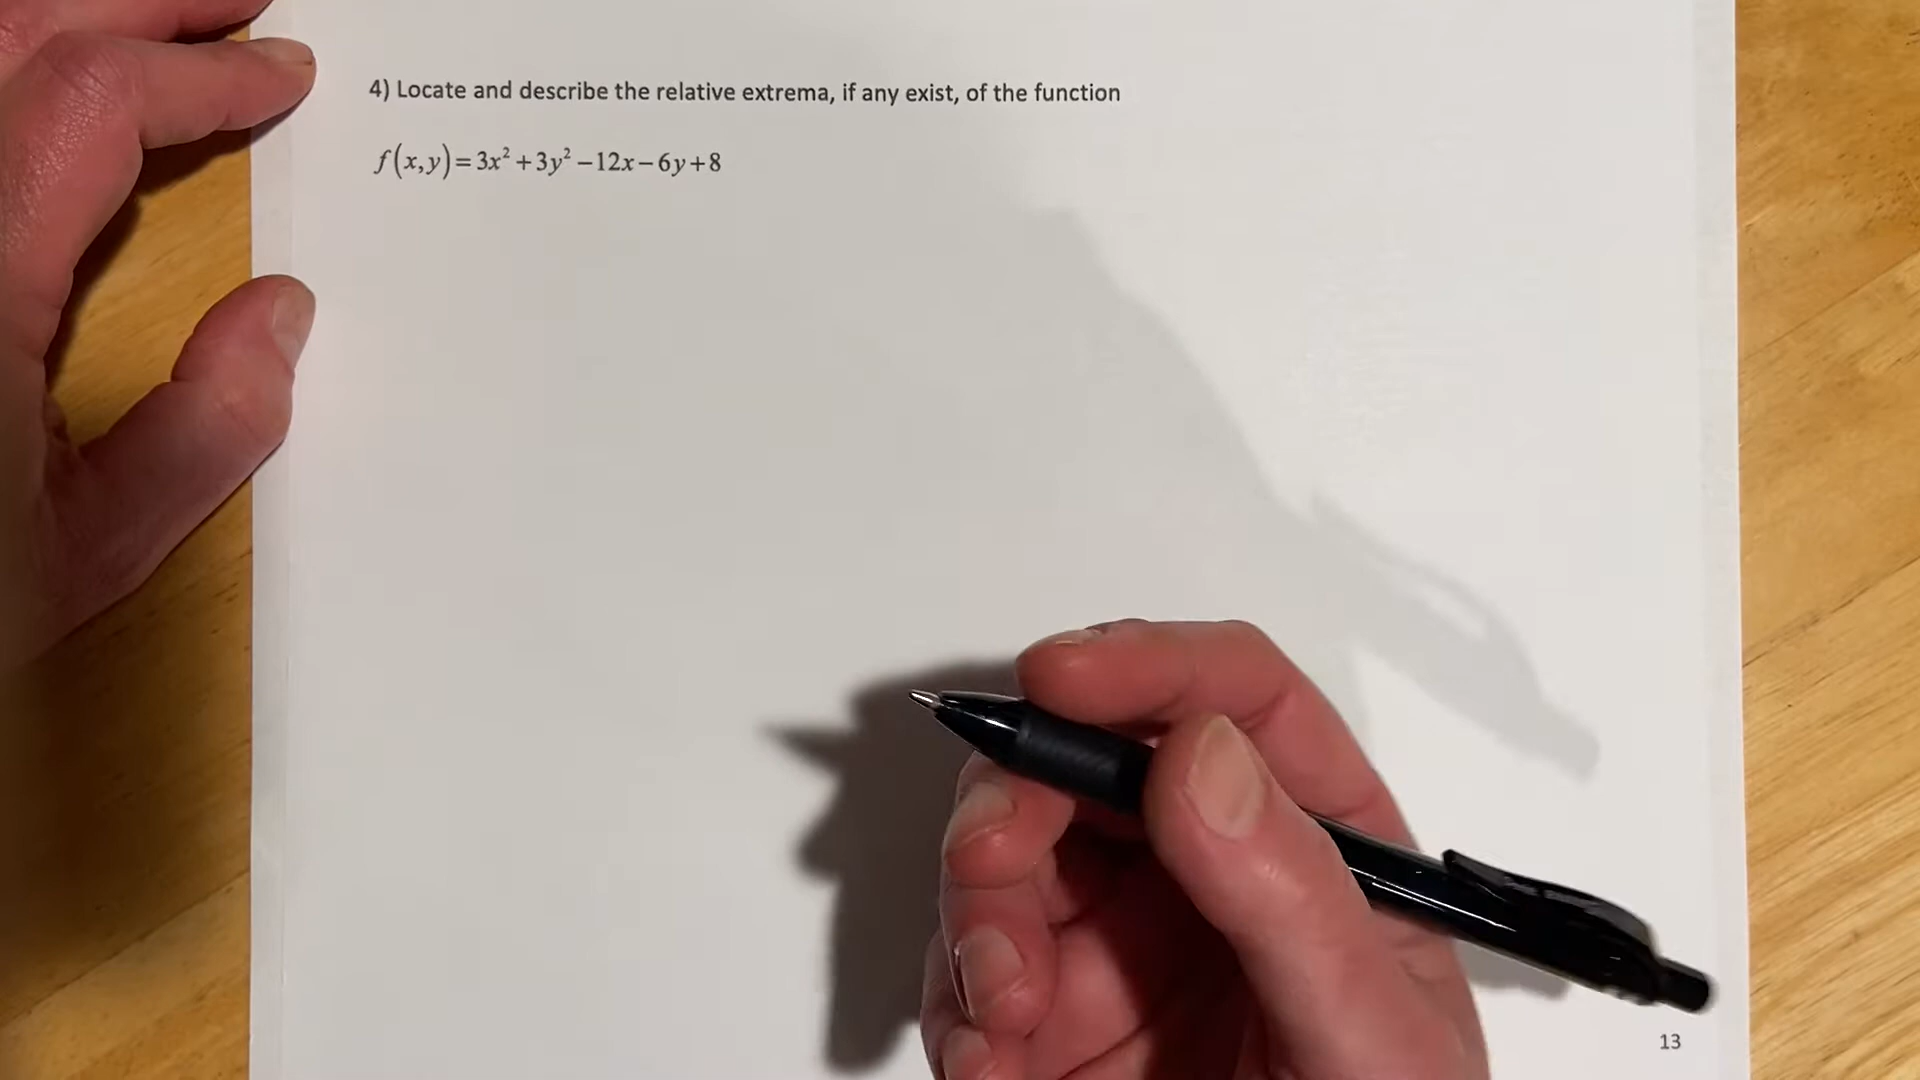 4) Locate and describe the relative extrema, if any exist, of the function
f(x,y)=3x²+3y²−12x−6y+8
13